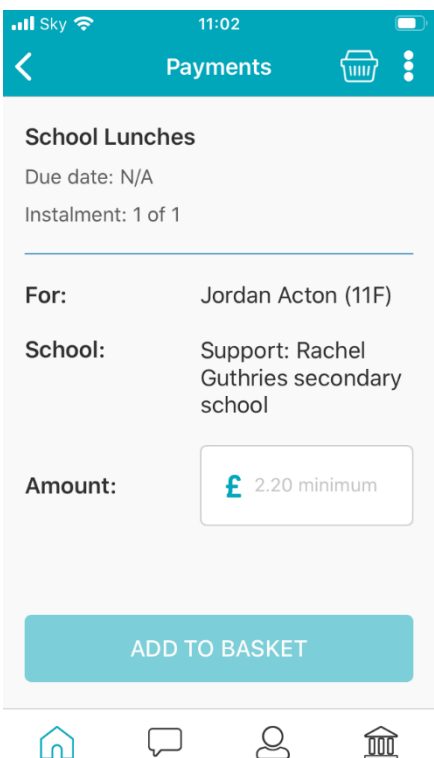 Sky 11:02
Payments
School Lunches
Due date: N/A
Instalment: 1 of 1
For: Jordan Acton (11F)
School: Support: Rachel
Guthries secondary
school
Amount: £ 2.20 minimum
ADD TO BASKET